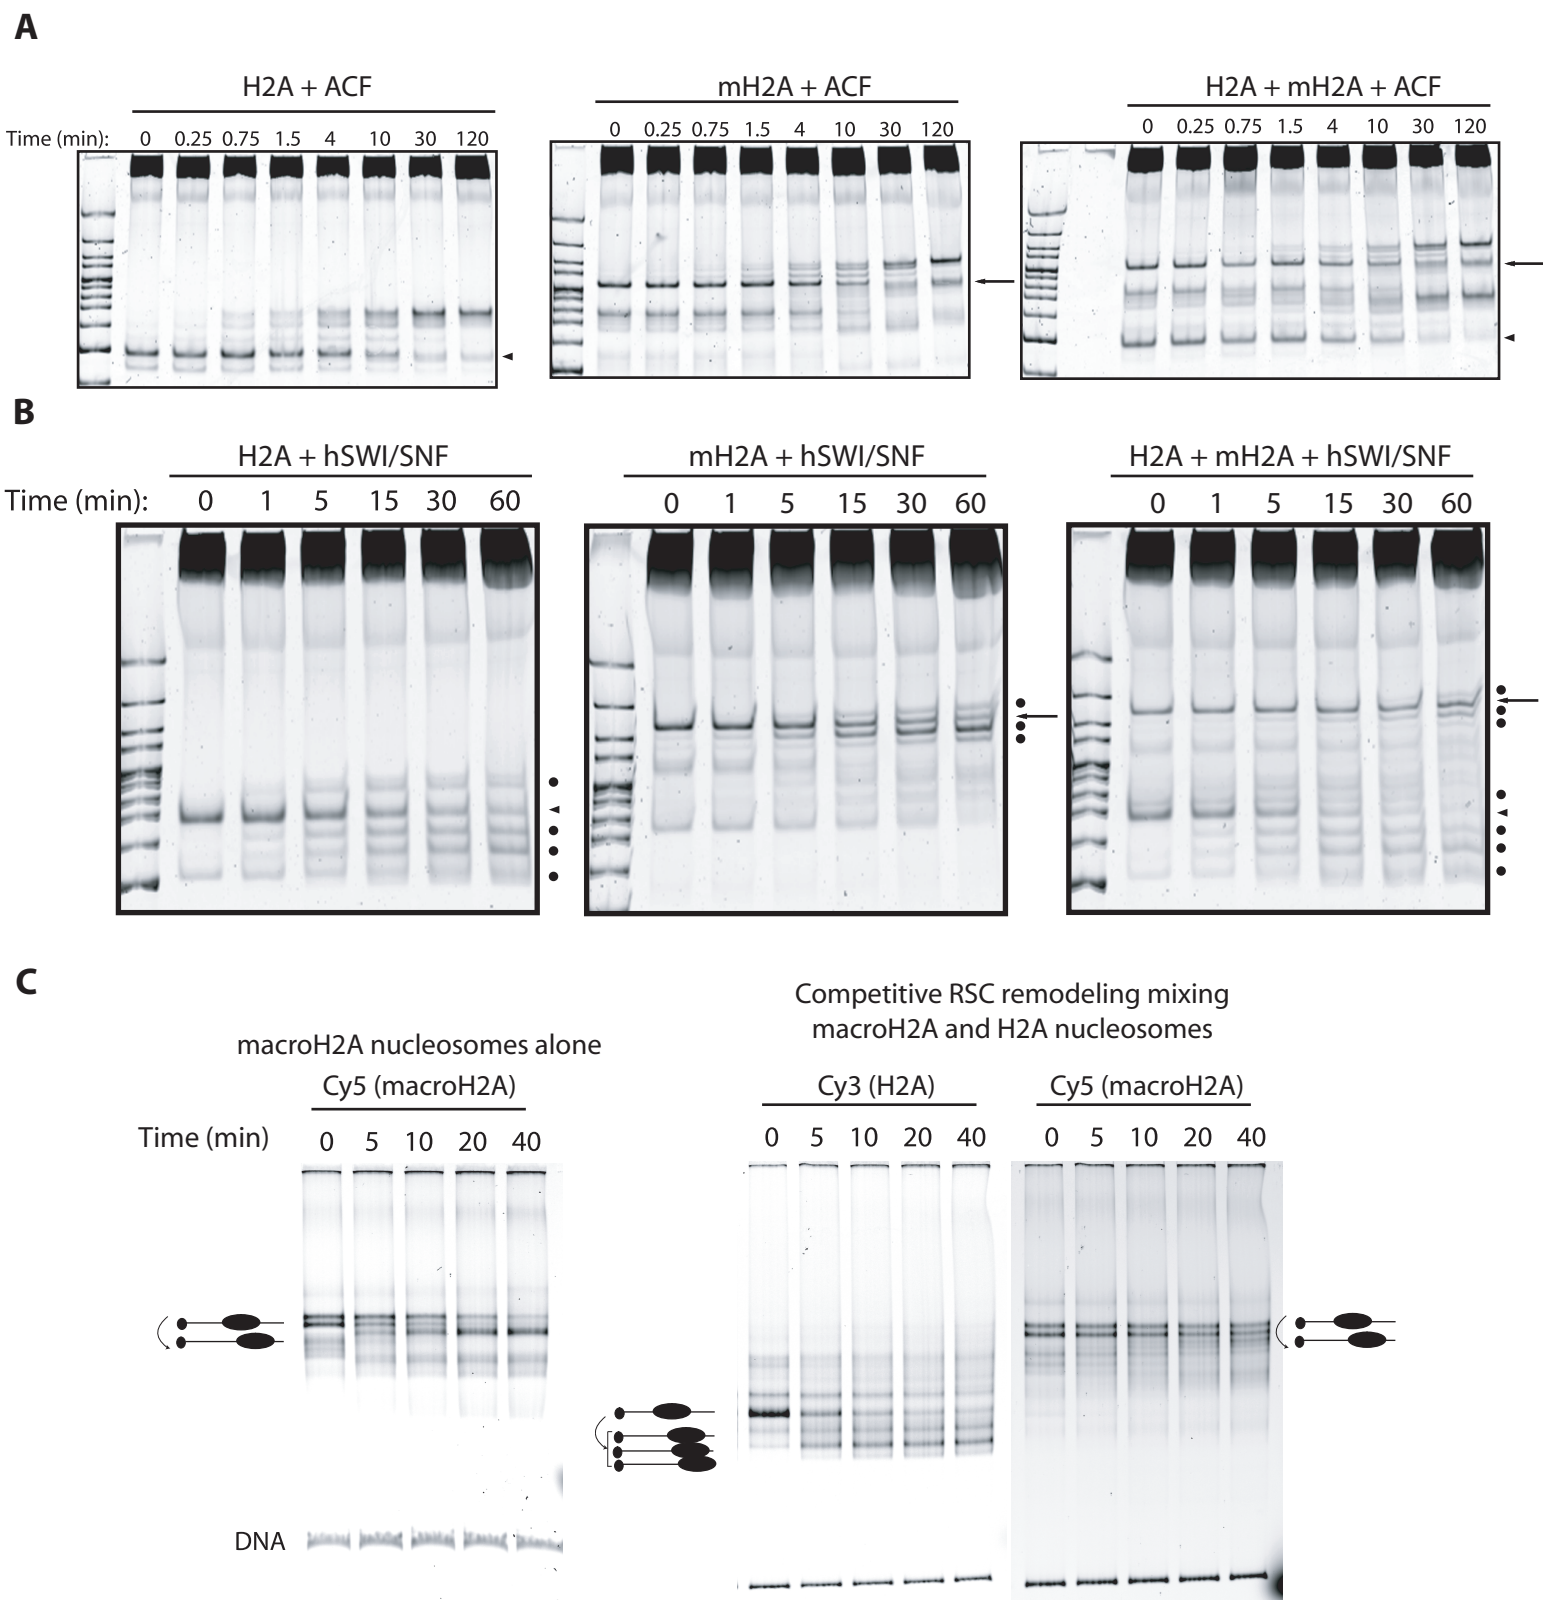 A
H2A + ACF
mH2A + ACF
H2A + mH2A + ACF
Time (min): 0 0.25 0.75 1.5 4 10 30 120
0 0.25 0.75 1.5 4 10 30 120
0 0.25 0.75 1.5 4 10 30 120
B
H2A + hSWI/SNF
mH2A + hSWI/SNF
H2A + mH2A + hSWI/SNF
Time (min): 0 1 5 15 30 60
0 1 5 15 30 60
0 1 5 15 30 60
C
macroH2A nucleosomes alone
Cy5 (macroH2A)
Time (min) 0 5 10 20 40
DNA
Competitive RSC remodeling mixing
macroH2A and H2A nucleosomes
Cy3 (H2A)
Cy5 (macroH2A)
0 5 10 20 40
0 5 10 20 40